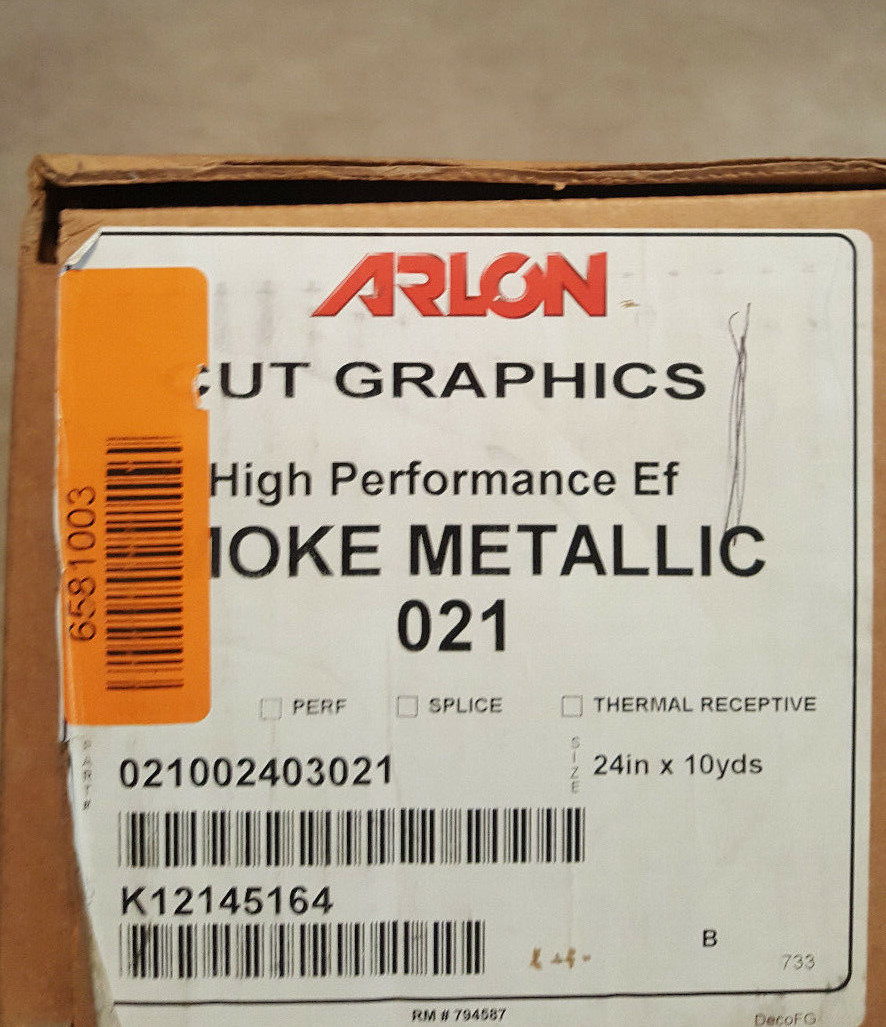 ARLON
CUT GRAPHICS
High Performance Ef
MOKE METALLIC
021
6581003
PERF SPLICE THERMAL RECEPTIVE
PART# 021002403021 SIZE 24in x 10yds
K12145164
B
733
RM # 794587
DecoFG